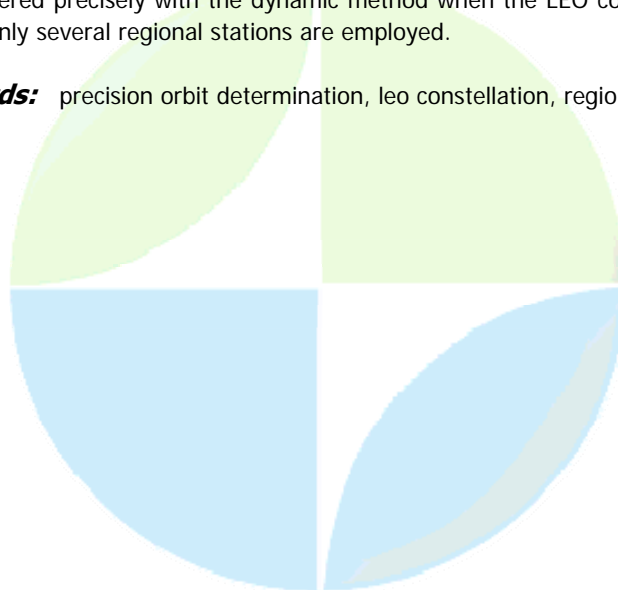 ered precisely with the dynamic method when the LEO co
nly several regional stations are employed.
ds: precision orbit determination, leo constellation, regio